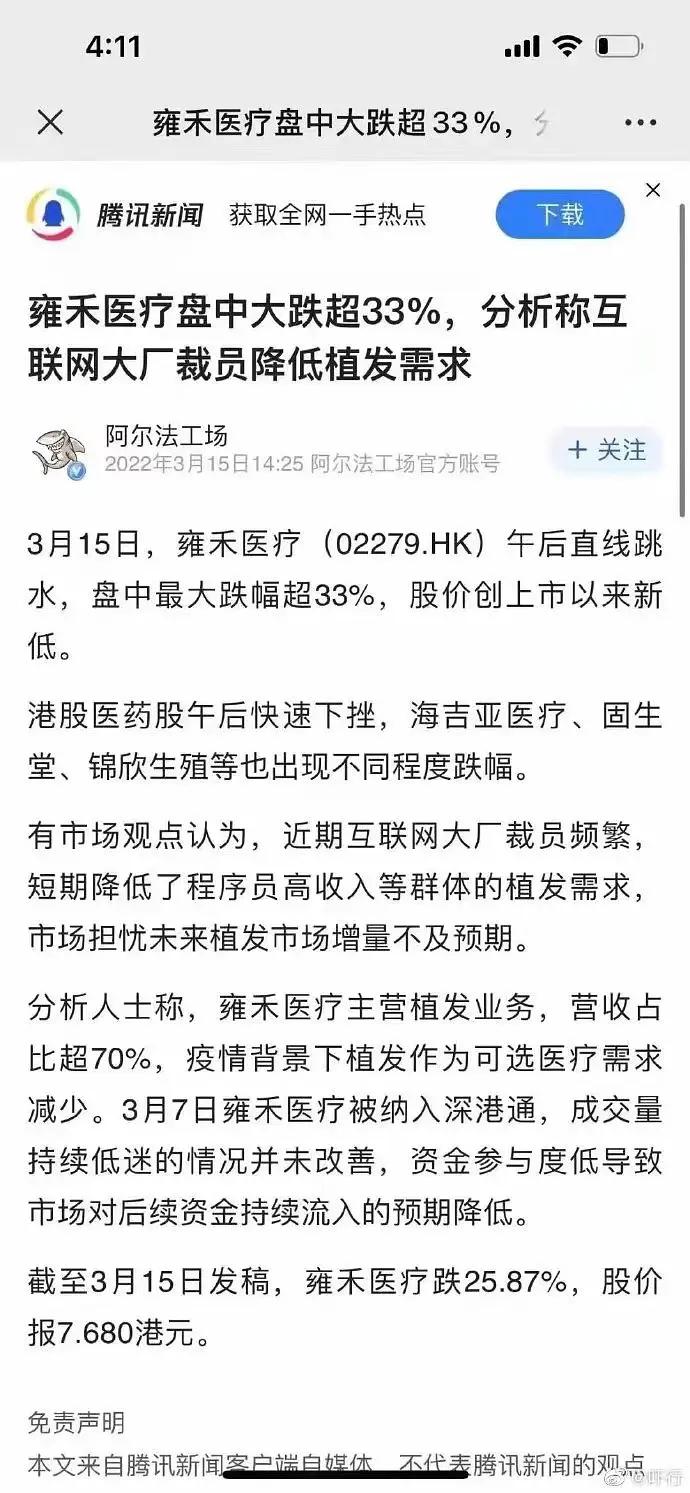 4:11
雍禾医疗盘中大跌超33%，
腾讯新闻 获取全网一手热点 下载
雍禾医疗盘中大跌超33%，分析称互
联网大厂裁员降低植发需求
阿尔法工场
2022年3月15日14:25 阿尔法工场官方账号
+ 关注
3月15日，雍禾医疗（02279.HK）午后直线跳
水，盘中最大跌幅超33%，股价创上市以来新
低。
港股医药股午后快速下挫，海吉亚医疗、固生
堂、锦欣生殖等也出现不同程度跌幅。
有市场观点认为，近期互联网大厂裁员频繁，
短期降低了程序员高收入等群体的植发需求，
市场担忧未来植发市场增量不及预期。
分析人士称，雍禾医疗主营植发业务，营收占
比超70%，疫情背景下植发作为可选医疗需求
减少。3月7日雍禾医疗被纳入深港通，成交量
持续低迷的情况并未改善，资金参与度低导致
市场对后续资金持续流入的预期降低。
截至3月15日发稿，雍禾医疗跌25.87%，股价
报7.680港元。
免责声明
本文来自腾讯新闻客户端自媒体，不代表腾讯新闻的观点